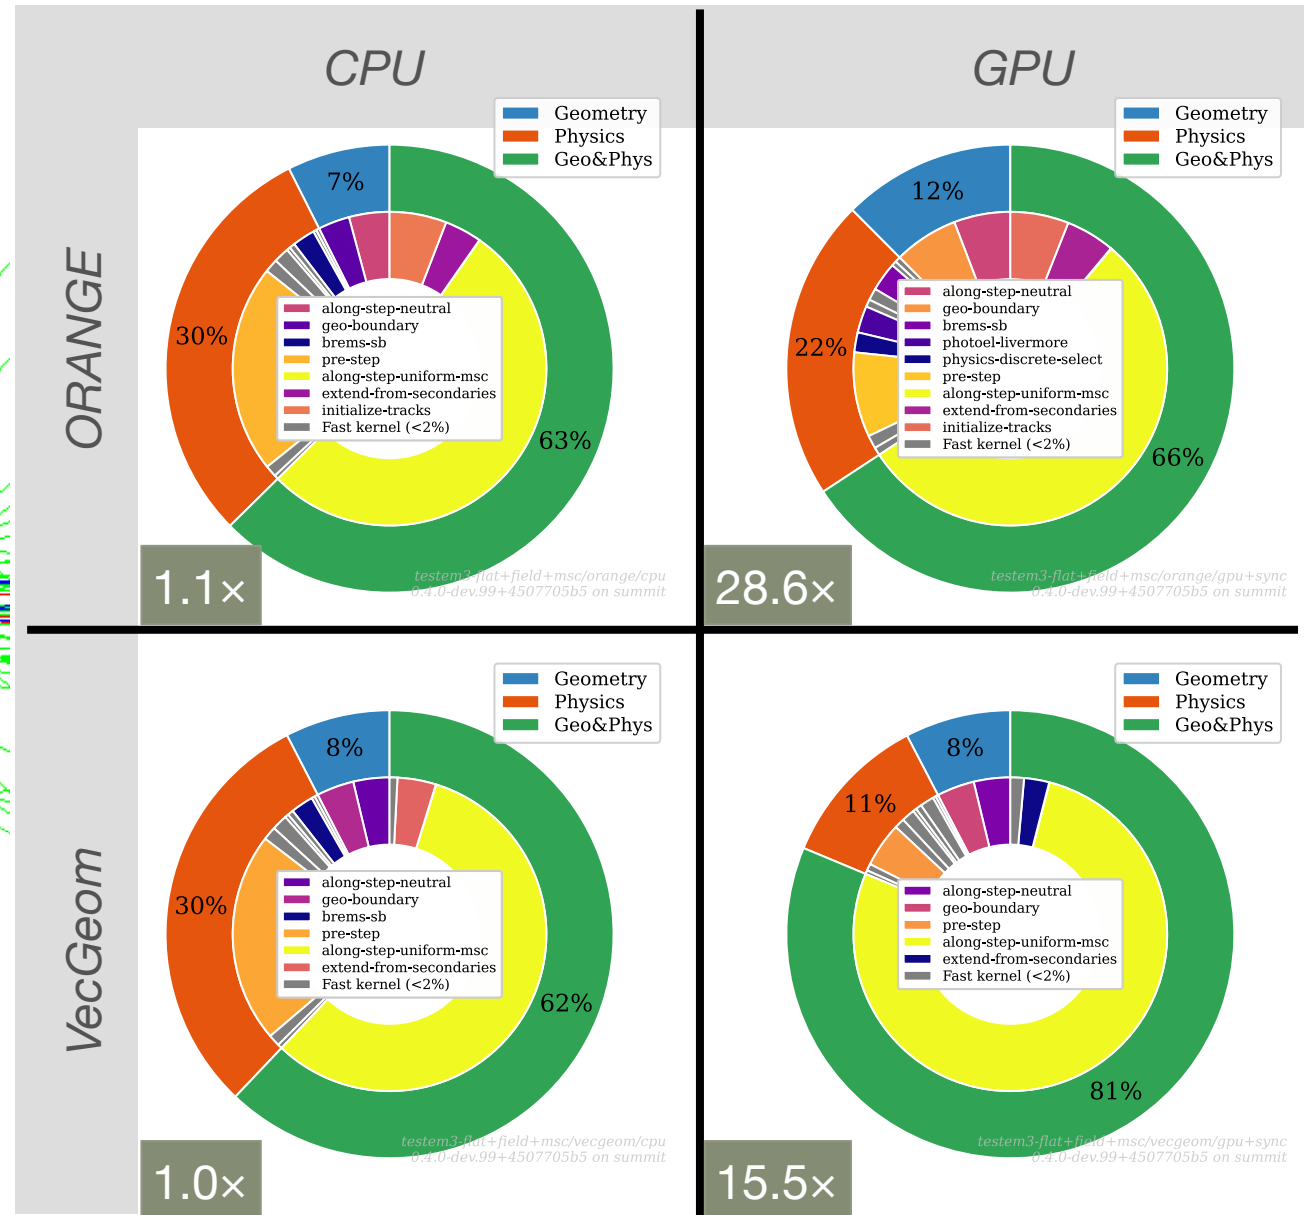 CPU
GPU
ORANGE
Geometry
Physics
Geo&Phys
7%
30%
63%
along-step-neutral
geo-boundary
brems-sb
pre-step
along-step-uniform-msc
extend-from-secondaries
initialize-tracks
Fast kernel (<2%)
1.1×
testem3-flat+field+msc/orange/cpu
0.4.0-dev.99+4507705b5 on summit
Geometry
Physics
Geo&Phys
12%
22%
66%
along-step-neutral
geo-boundary
brems-sb
photoel-livermore
physics-discrete-select
pre-step
along-step-uniform-msc
extend-from-secondaries
initialize-tracks
Fast kernel (<2%)
28.6×
testem3-flat+field+msc/orange/gpu+sync
0.4.0-dev.99+4507705b5 on summit
VecGeom
Geometry
Physics
Geo&Phys
8%
30%
62%
along-step-neutral
geo-boundary
brems-sb
pre-step
along-step-uniform-msc
extend-from-secondaries
Fast kernel (<2%)
1.0×
testem3-flat+field+msc/vecgeom/cpu
0.4.0-dev.99+4507705b5 on summit
Geometry
Physics
Geo&Phys
8%
11%
81%
along-step-neutral
geo-boundary
pre-step
along-step-uniform-msc
extend-from-secondaries
Fast kernel (<2%)
15.5×
testem3-flat+field+msc/vecgeom/gpu+sync
0.4.0-dev.99+4507705b5 on summit